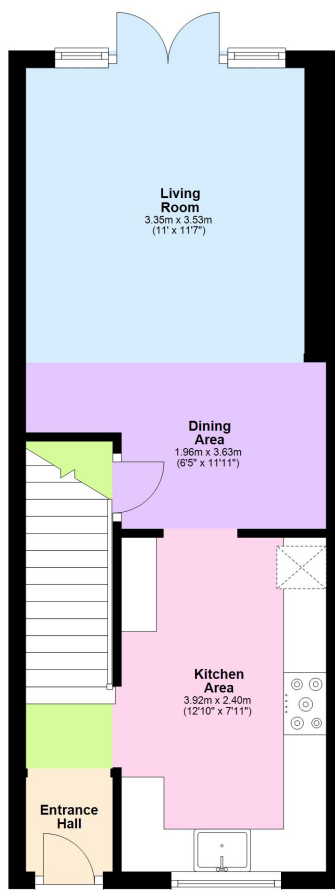 Living
Room
3.35m x 3.53m
(11' x 11'7")
Dining
Area
1.96m x 3.63m
(6'5" x 11'11")
Kitchen
Area
3.92m x 2.40m
(12'10" x 7'11")
Entrance
Hall